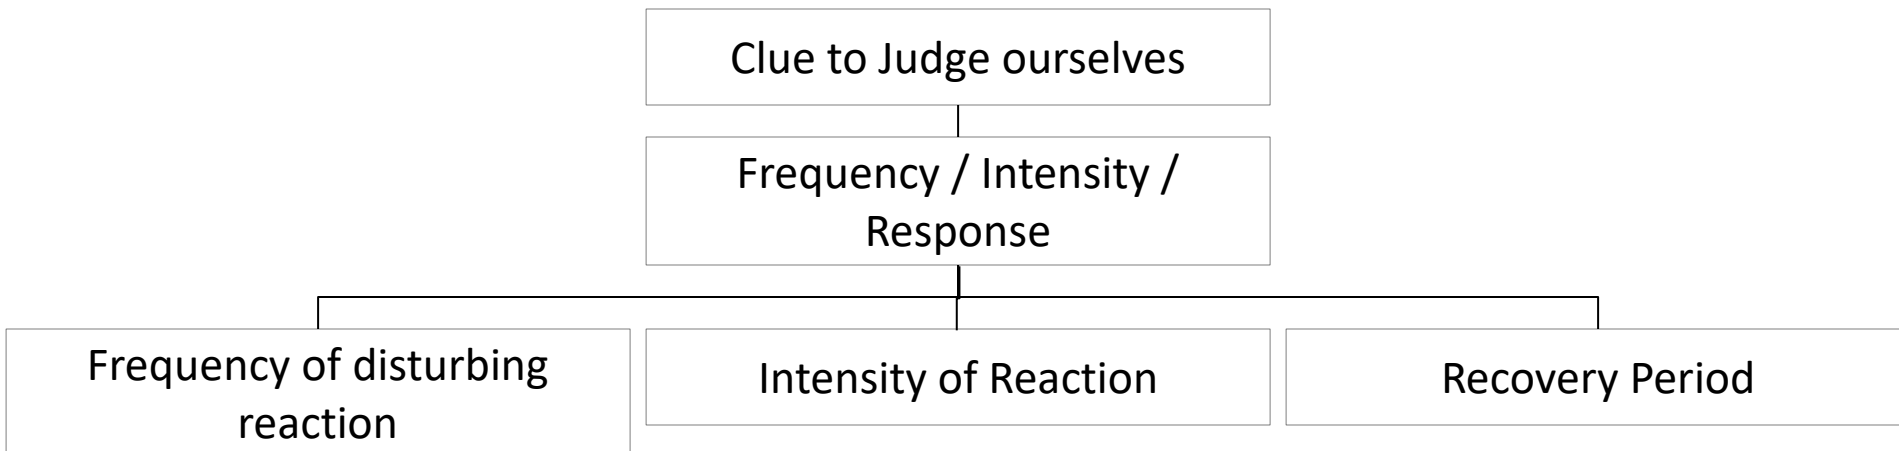 Clue to Judge ourselves
Frequency / Intensity /
Response
Frequency of disturbing
reaction
Intensity of Reaction
Recovery Period